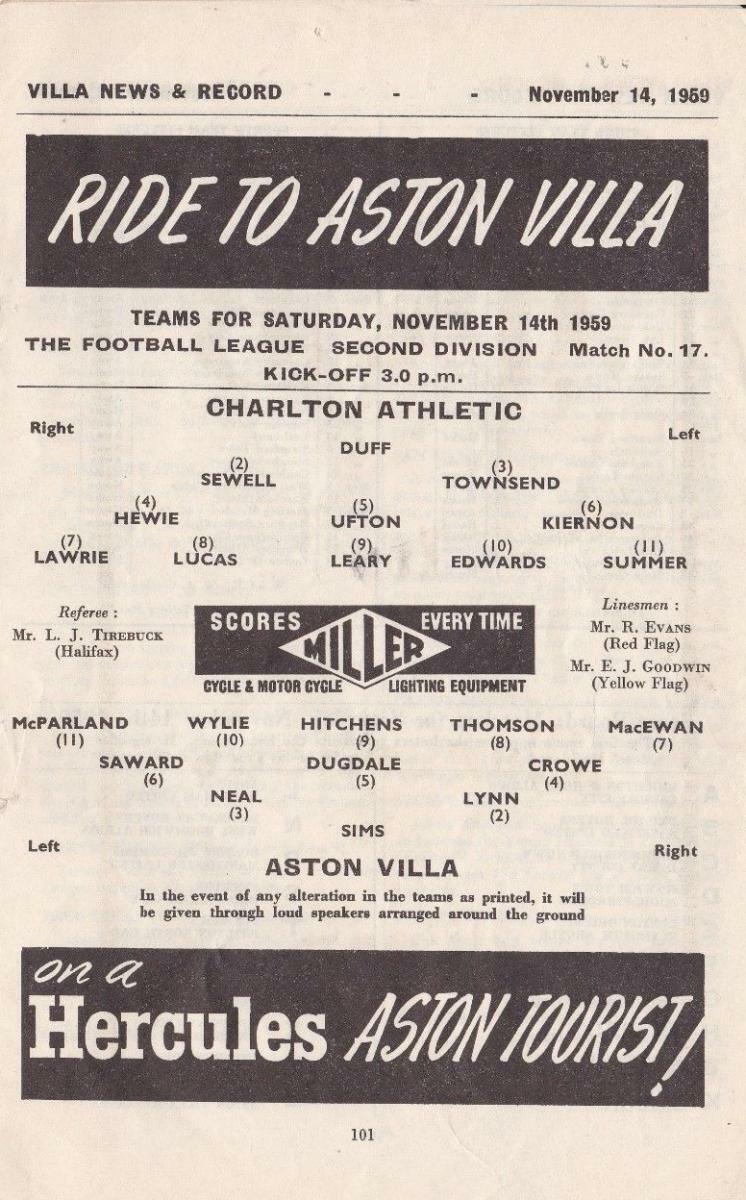 VILLA NEWS & RECORD - - - November 14, 1959
RIDE TO ASTON VILLA
TEAMS FOR SATURDAY, NOVEMBER 14th 1959
THE FOOTBALL LEAGUE SECOND DIVISION Match No. 17.
KICK-OFF 3.0 p.m.
CHARLTON ATHLETIC
Right
Left
DUFF
(2) (3)
SEWELL TOWNSEND
(4) (5) (6)
HEWIE UFTON KIERNON
(7) (8) (9) (10) (11)
LAWRIE LUCAS LEARY EDWARDS SUMMER
Referee :
Mr. L. J. TIREBUCK
(Halifax)
SCORES EVERY TIME
MILLER
CYCLE & MOTOR CYCLE LIGHTING EQUIPMENT
Linesmen :
Mr. R. EVANS
(Red Flag)
Mr. E. J. GOODWIN
(Yellow Flag)
McPARLAND WYLIE HITCHENS THOMSON MacEWAN
(11) (10) (9) (8) (7)
SAWARD DUGDALE CROWE
(6) (5) (4)
NEAL LYNN
(3) (2)
SIMS
Left
Right
ASTON VILLA
In the event of any alteration in the teams as printed, it will
be given through loud speakers arranged around the ground
on a
Hercules ASTON TOURIST!
101